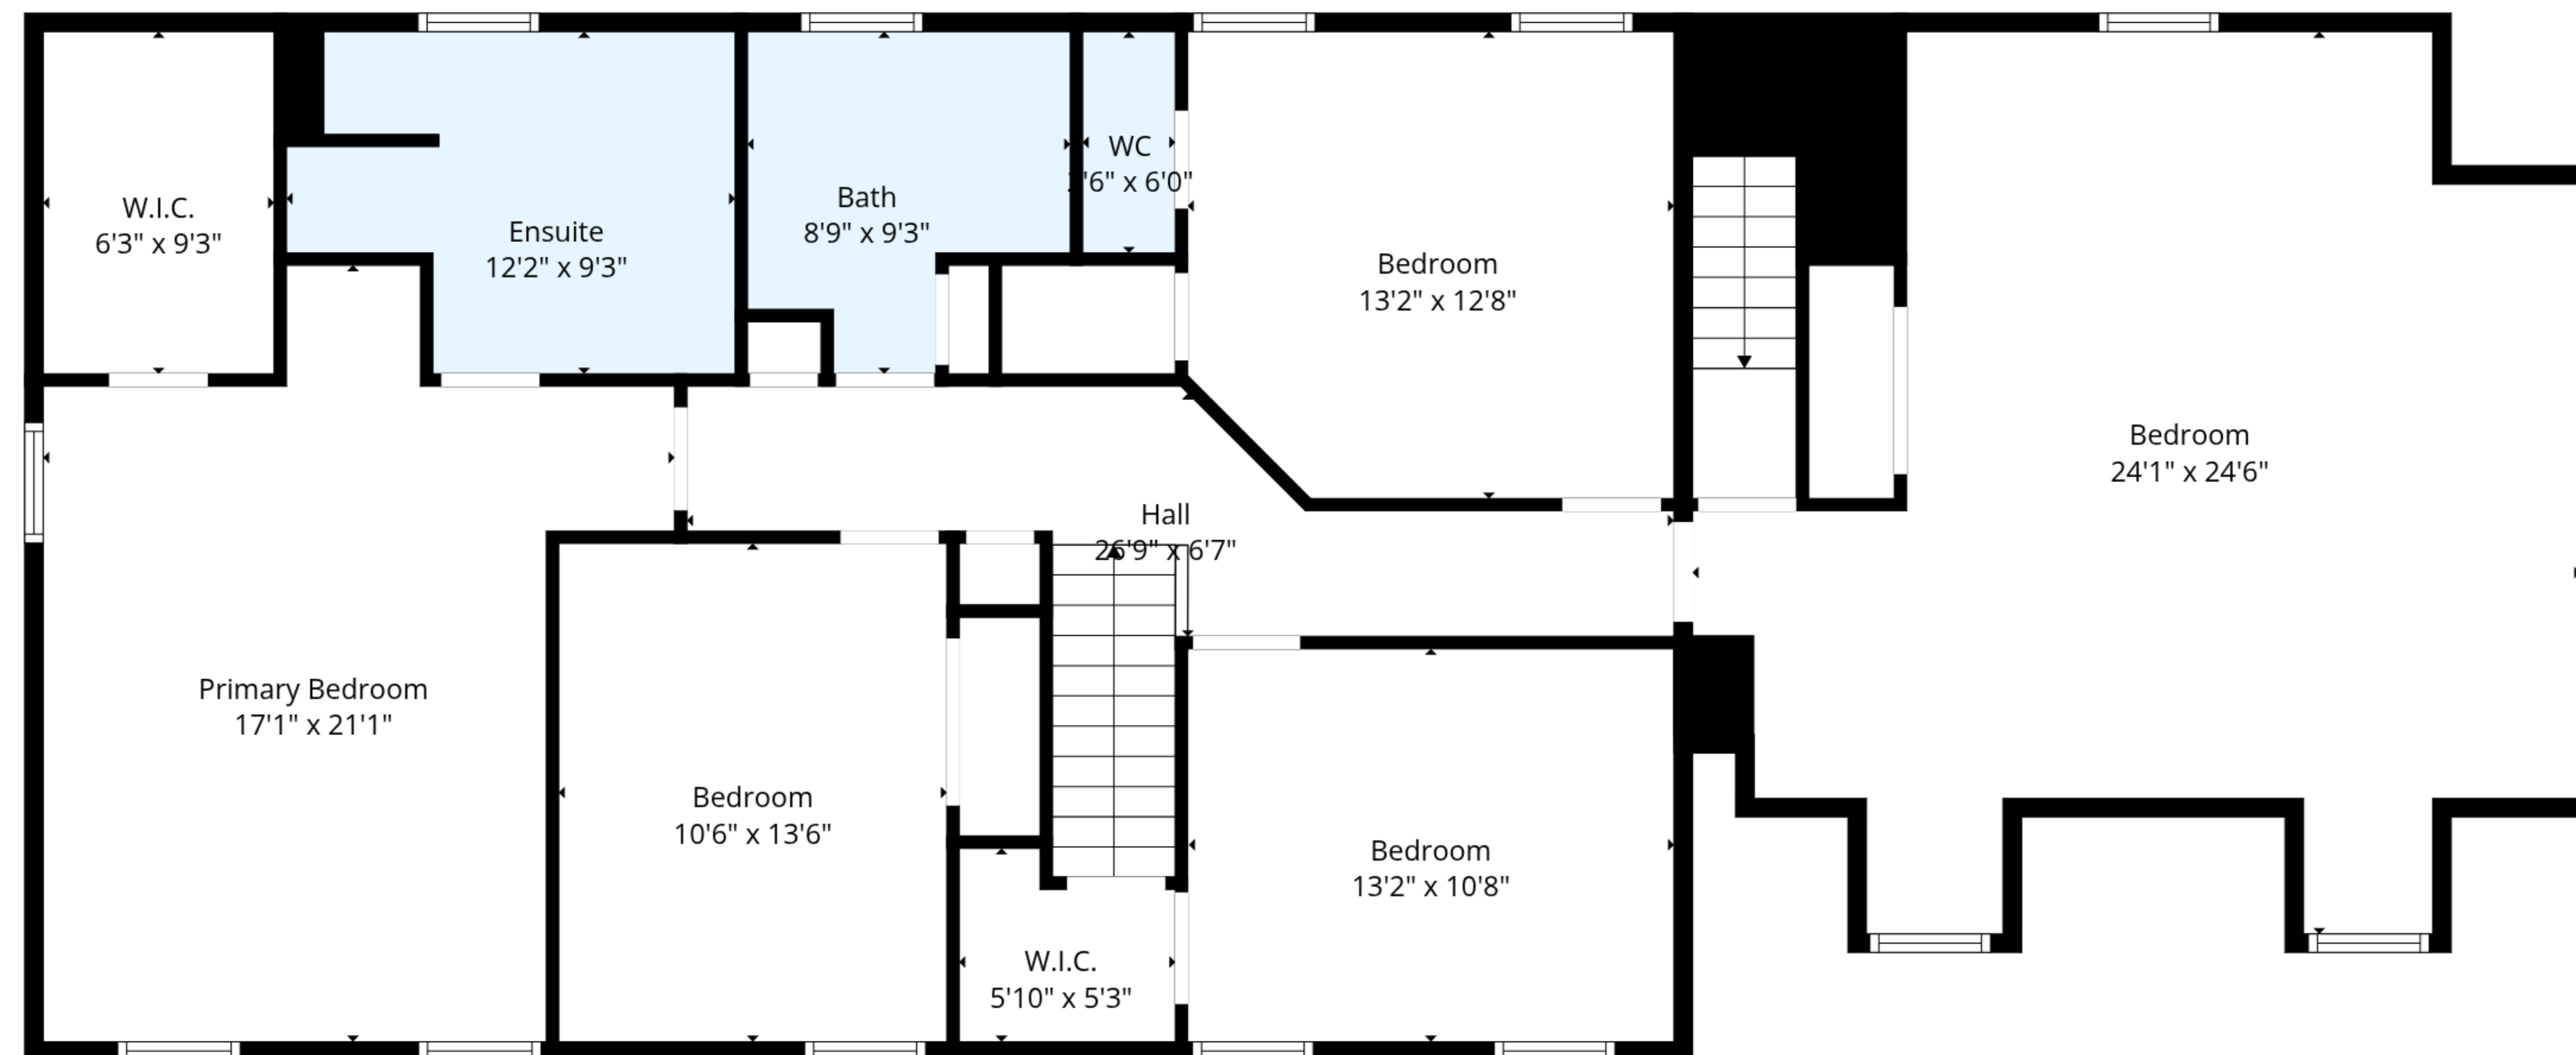 W.I.C.
6'3" x 9'3"
Ensuite
12'2" x 9'3"
Bath
8'9" x 9'3"
WC
x 6'0"
Bedroom
13'2" x 12'8"
Bedroom
24'1" x 24'6"
Hall
26'9" x 6'7"
Primary Bedroom
17'1" x 21'1"
Bedroom
10'6" x 13'6"
Bedroom
13'2" x 10'8"
W.I.C.
5'10" x 5'3"